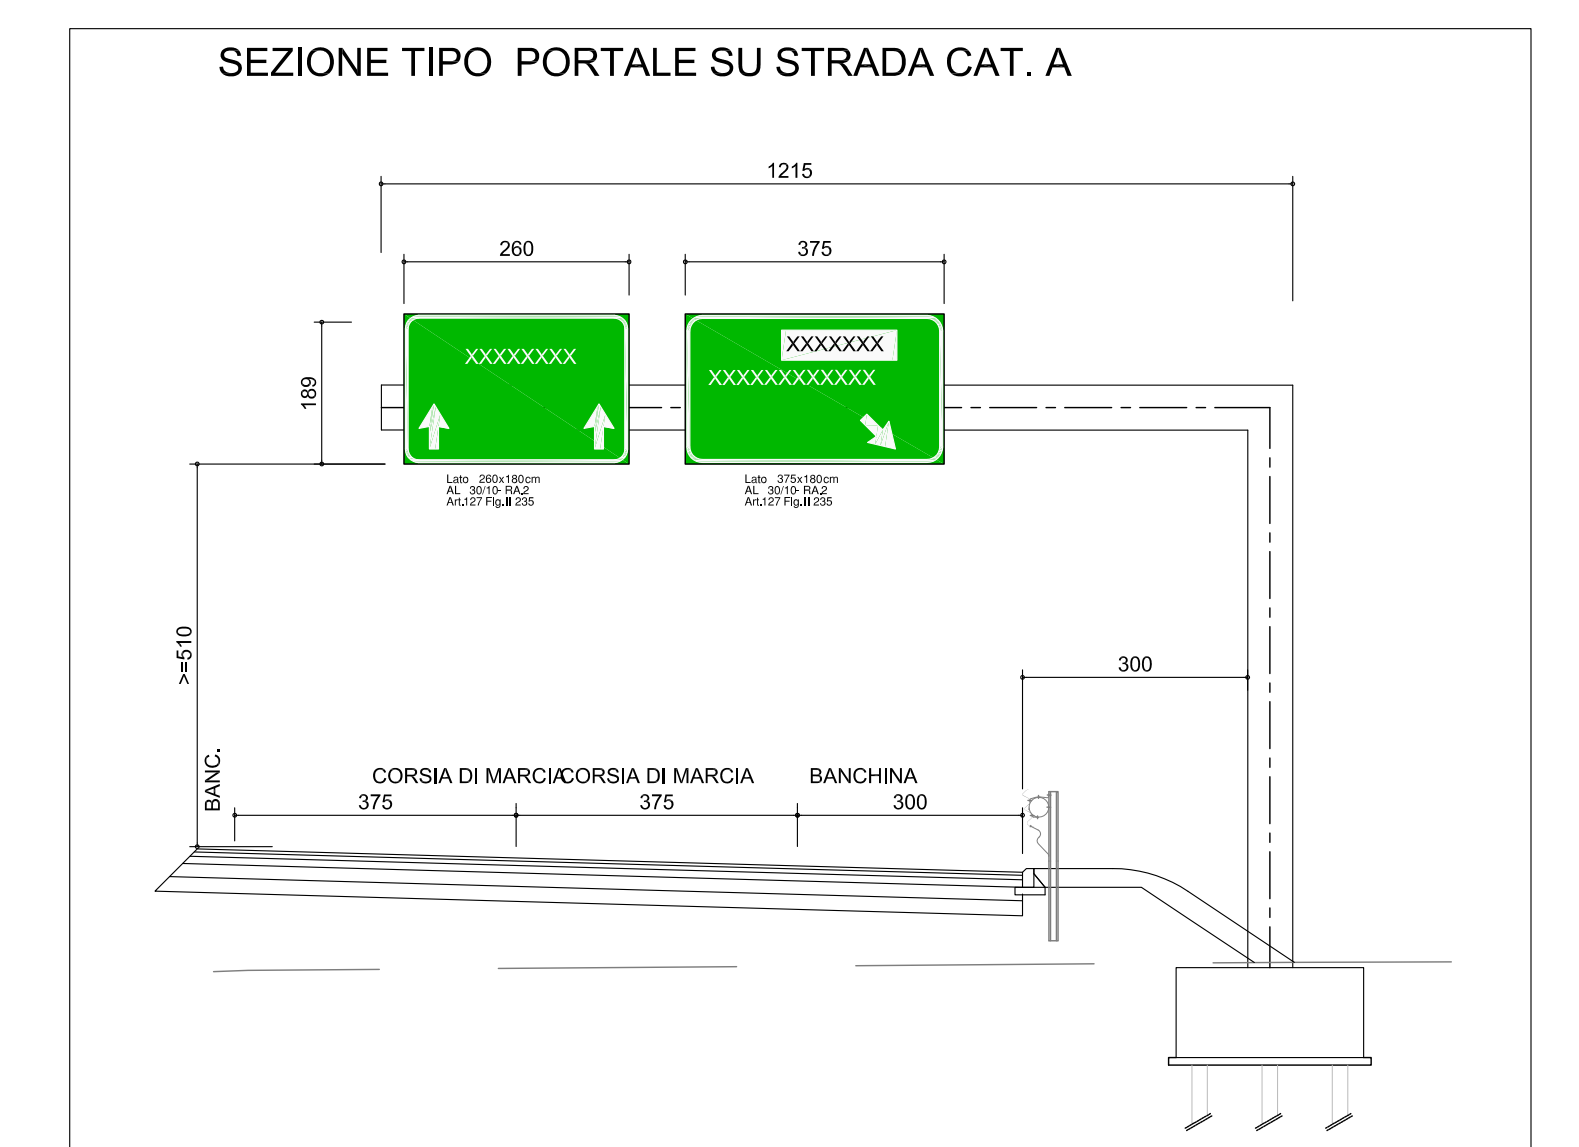 SEZIONE TIPO PORTALE SU STRADA CAT. A
1215
260
375
XXXXXXXX
XXXXXXX
XXXXXXXXXXXX
189
Lato 260x180cm
AL 30/10- RA.2
Art.127 Fig.II 235
Lato 375x180cm
AL 30/10- RA.2
Art.127 Fig.II 235
>=510
300
BANC.
CORSIA DI MARCIA
CORSIA DI MARCIA
BANCHINA
375
375
300